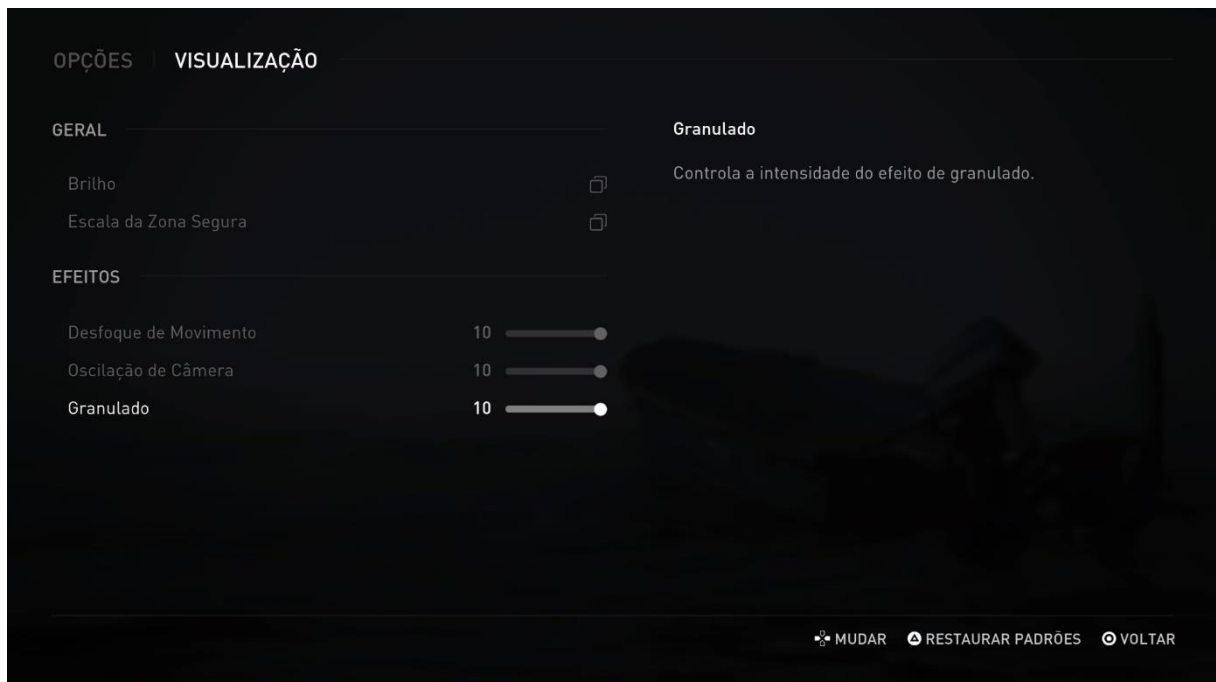 OPÇÕES VISUALIZAÇÃO
GERAL
Brilho
Escala da Zona Segura
EFEITOS
Desfoque de Movimento 10
Oscilação de Câmera 10
Granulado 10
Granulado
Controla a intensidade do efeito de granulado.
MUDAR RESTAURAR PADRÕES VOLTAR